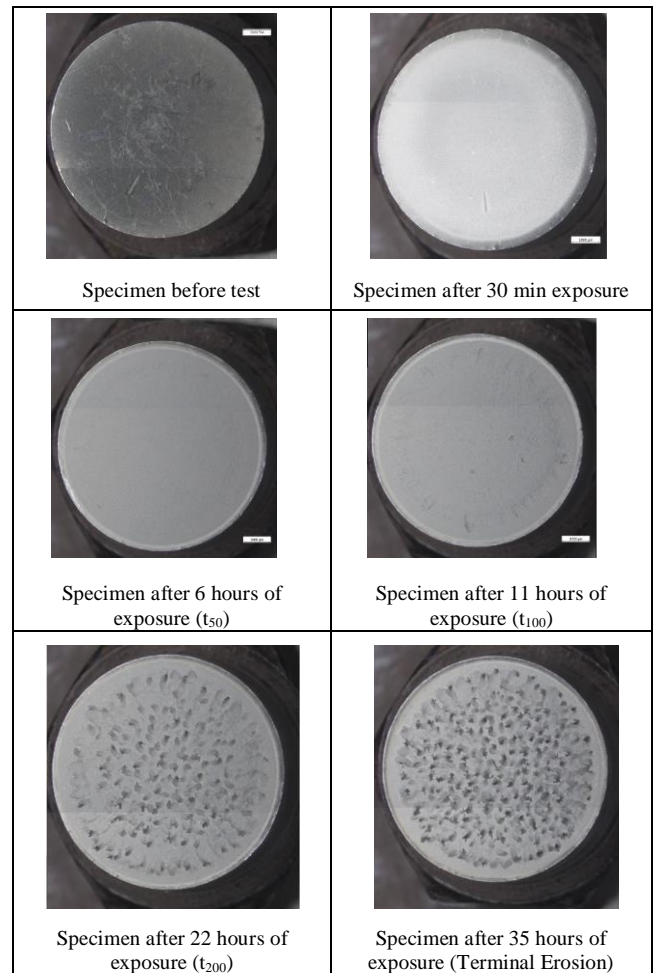 Specimen before test
Specimen after 30 min exposure
Specimen after 6 hours of
exposure (t₅₀)
Specimen after 11 hours of
exposure (t₁₀₀)
Specimen after 22 hours of
exposure (t₂₀₀)
Specimen after 35 hours of
exposure (Terminal Erosion)